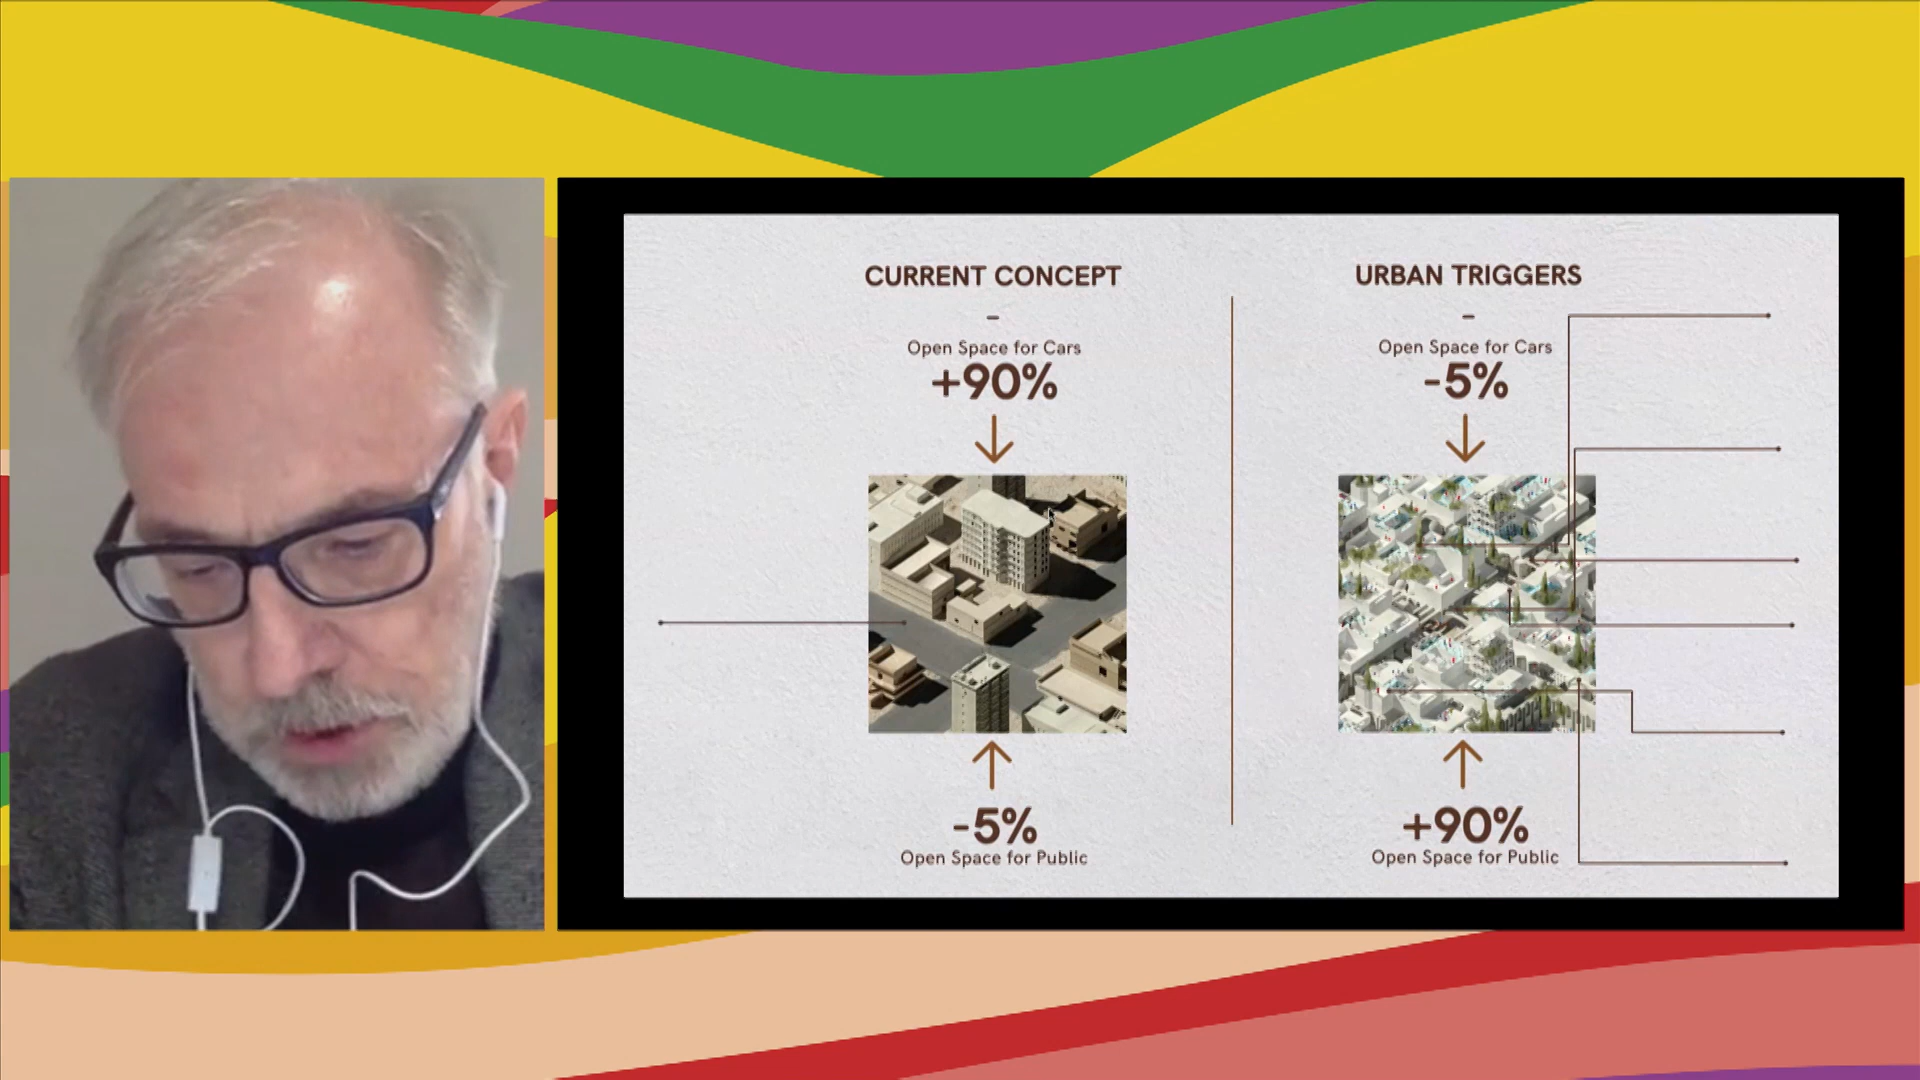 CURRENT CONCEPT
–
Open Space for Cars
+90%
-5%
Open Space for Public
URBAN TRIGGERS
–
Open Space for Cars
-5%
+90%
Open Space for Public